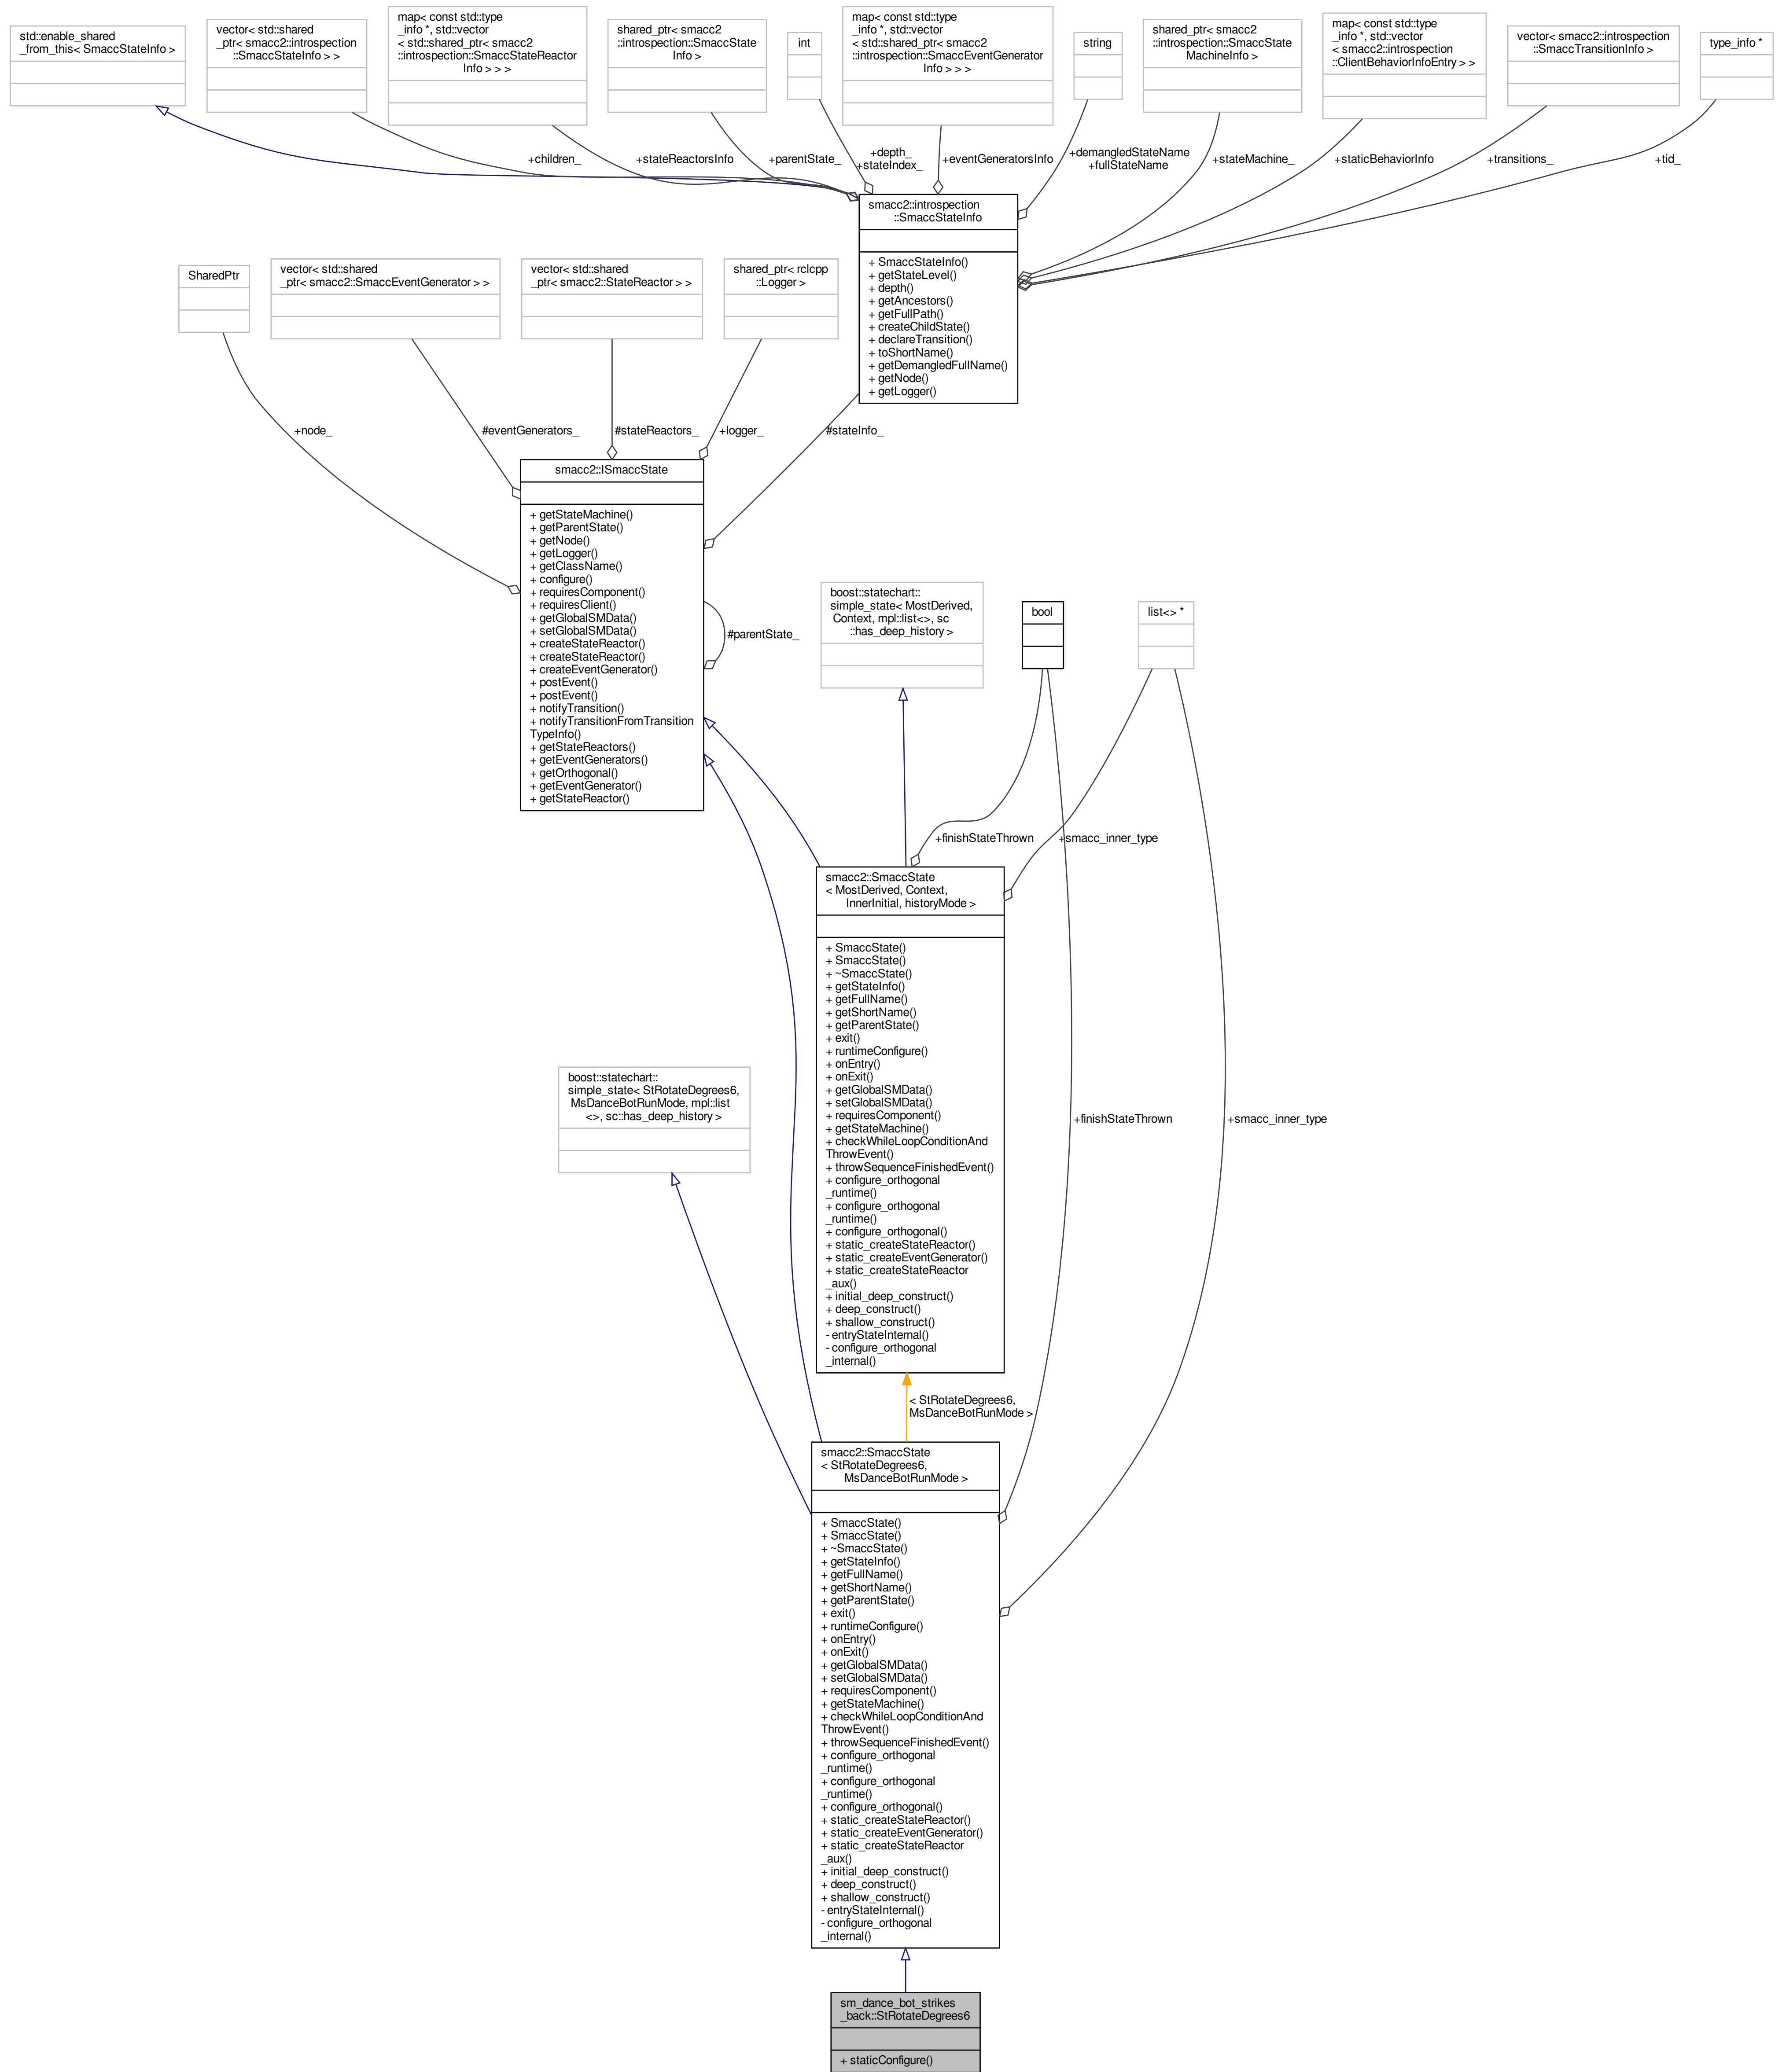 std::enable_shared
_from_this< SmaccStateInfo >
vector< std::shared
_ptr< smacc2::introspection
::SmaccStateInfo > >
map< const std::type
_info *, std::vector
< std::shared_ptr< smacc2
::introspection::SmaccStateReactor
Info > > >
shared_ptr< smacc2
::introspection::SmaccState
Info >
int
map< const std::type
_info *, std::vector
< std::shared_ptr< smacc2
::introspection::SmaccEventGenerator
Info > > >
string
shared_ptr< smacc2
::introspection::SmaccState
MachineInfo >
map< const std::type
_info *, std::vector
< smacc2::introspection
::ClientBehaviorInfoEntry > >
vector< smacc2::introspection
::SmaccTransitionInfo >
type_info *
+children_
+stateReactorsInfo
+parentState_
+depth_
+stateIndex_
+eventGeneratorsInfo
+demangledStateName
+fullStateName
+stateMachine_
+staticBehaviorInfo
+transitions_
+tid_
smacc2::introspection
::SmaccStateInfo
+ SmaccStateInfo()
+ getStateLevel()
+ depth()
+ getAncestors()
+ getFullPath()
+ createChildState()
+ declareTransition()
+ toShortName()
+ getDemangledFullName()
+ getNode()
+ getLogger()
SharedPtr
vector< std::shared
_ptr< smacc2::SmaccEventGenerator > >
vector< std::shared
_ptr< smacc2::StateReactor > >
shared_ptr< rclcpp
::Logger >
+node_
#eventGenerators_
#stateReactors_
+logger_
#stateInfo_
smacc2::ISmaccState
+ getStateMachine()
+ getParentState()
+ getNode()
+ getLogger()
+ getClassName()
+ configure()
+ requiresComponent()
+ requiresClient()
+ getGlobalSMData()
+ setGlobalSMData()
+ createStateReactor()
+ createStateReactor()
+ createEventGenerator()
+ postEvent()
+ postEvent()
+ notifyTransition()
+ notifyTransitionFromTransition
TypeInfo()
+ getStateReactors()
+ getEventGenerators()
+ getOrthogonal()
+ getEventGenerator()
+ getStateReactor()
#parentState_
boost::statechart::
simple_state< MostDerived,
Context, mpl::list<>, sc
::has_deep_history >
bool
list<> *
+finishStateThrown
+smacc_inner_type
smacc2::SmaccState
< MostDerived, Context,
InnerInitial, historyMode >
+ SmaccState()
+ SmaccState()
+ ~SmaccState()
+ getStateInfo()
+ getFullName()
+ getShortName()
+ getParentState()
+ exit()
+ runtimeConfigure()
+ onEntry()
+ onExit()
+ getGlobalSMData()
+ setGlobalSMData()
+ requiresComponent()
+ getStateMachine()
+ checkWhileLoopConditionAnd
ThrowEvent()
+ throwSequenceFinishedEvent()
+ configure_orthogonal
_runtime()
+ configure_orthogonal
_runtime()
+ configure_orthogonal()
+ static_createStateReactor()
+ static_createEventGenerator()
+ static_createStateReactor
_aux()
+ initial_deep_construct()
+ deep_construct()
+ shallow_construct()
- entryStateInternal()
- configure_orthogonal
_internal()
boost::statechart::
simple_state< StRotateDegrees6,
MsDanceBotRunMode, mpl::list
<>, sc::has_deep_history >
+finishStateThrown
+smacc_inner_type
< StRotateDegrees6,
MsDanceBotRunMode >
smacc2::SmaccState
< StRotateDegrees6,
MsDanceBotRunMode >
+ SmaccState()
+ SmaccState()
+ ~SmaccState()
+ getStateInfo()
+ getFullName()
+ getShortName()
+ getParentState()
+ exit()
+ runtimeConfigure()
+ onEntry()
+ onExit()
+ getGlobalSMData()
+ setGlobalSMData()
+ requiresComponent()
+ getStateMachine()
+ checkWhileLoopConditionAnd
ThrowEvent()
+ throwSequenceFinishedEvent()
+ configure_orthogonal
_runtime()
+ configure_orthogonal
_runtime()
+ configure_orthogonal()
+ static_createStateReactor()
+ static_createEventGenerator()
+ static_createStateReactor
_aux()
+ initial_deep_construct()
+ deep_construct()
+ shallow_construct()
- entryStateInternal()
- configure_orthogonal
_internal()
sm_dance_bot_strikes
_back::StRotateDegrees6
+ staticConfigure()